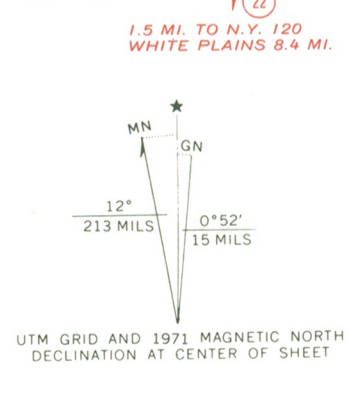 22
1.5 MI. TO N.Y. 120
WHITE PLAINS 8.4 MI.
★
MN
GN
12°
213 MILS
0°52'
15 MILS
UTM GRID AND 1971 MAGNETIC NORTH
DECLINATION AT CENTER OF SHEET